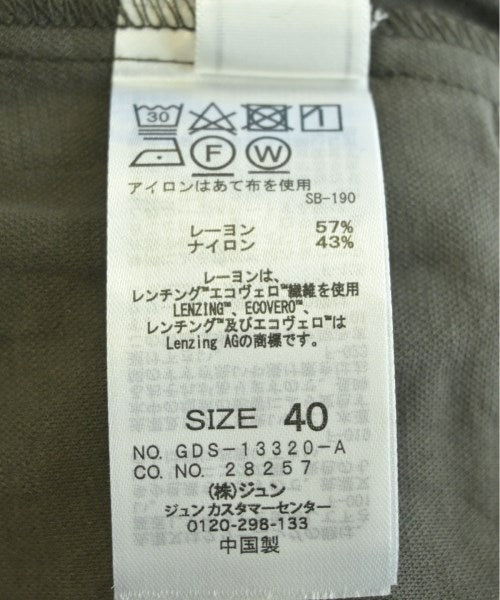 30
F
W
アイロンはあて布を使用
SB-190
レーヨン 57%
ナイロン 43%
レーヨンは、
レンチング™エコヴェロ™繊維を使用
LENZING™、ECOVERO™、
レンチング™及びエコヴェロ™は
Lenzing AGの商標です。
SIZE 40
NO. GDS-13320-A
CO. NO. 28257
(株)ジュン
ジュン カスタマーセンター
0120-298-133
中国製